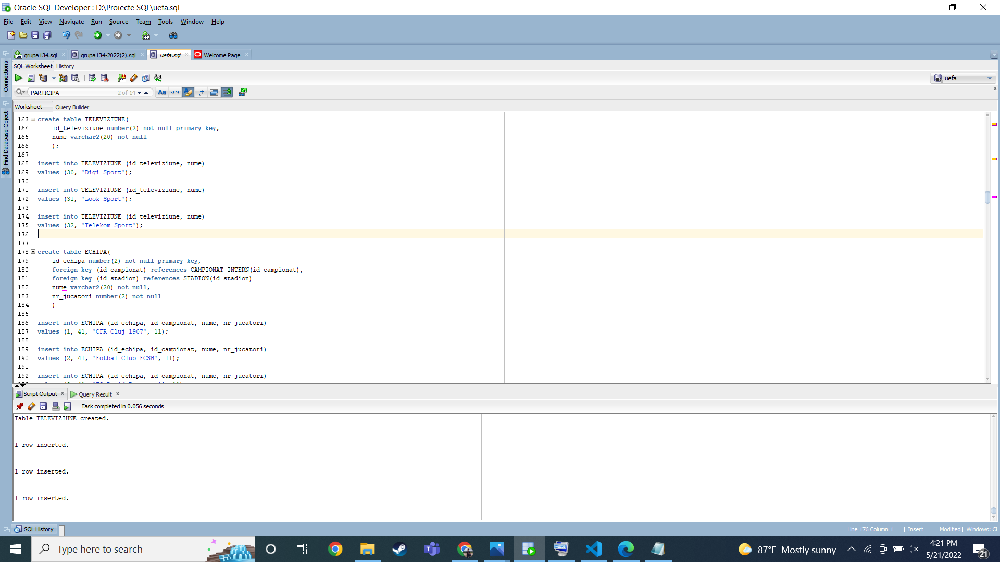 Oracle SQL Developer : D:\Proiecte SQL\uefa.sql
File Edit View Navigate Run Source Team Tools Window Help
grupa134.sql grupa134-2022(2).sql uefa.sql Welcome Page
SQL Worksheet History
uefa
PARTICIPA 2 of 14 Aa
Worksheet Query Builder
Connections
Find Database Object
163 create table TELEVIZIUNE(
164 id_televiziune number(2) not null primary key,
165 nume varchar2(20) not null
166 );
167
168 insert into TELEVIZIUNE (id_televiziune, nume)
169 values (30, 'Digi Sport');
170
171 insert into TELEVIZIUNE (id_televiziune, nume)
172 values (31, 'Look Sport');
173
174 insert into TELEVIZIUNE (id_televiziune, nume)
175 values (32, 'Telekom Sport');
176
177
178 create table ECHIPA(
179 id_echipa number(2) not null primary key,
180 foreign key (id_campionat) references CAMPIONAT_INTERN(id_campionat),
181 foreign key (id_stadion) references STADION(id_stadion)
182 nume varchar2(20) not null,
183 nr_jucatori number(2) not null
184 )
185
186 insert into ECHIPA (id_echipa, id_campionat, nume, nr_jucatori)
187 values (1, 41, 'CFR Cluj 1907', 11);
188
189 insert into ECHIPA (id_echipa, id_campionat, nume, nr_jucatori)
190 values (2, 41, 'Fotbal Club FCSB', 11);
191
192 insert into ECHIPA (id_echipa, id_campionat, nume, nr_jucatori)
Script Output Query Result
Task completed in 0.056 seconds
Table TELEVIZIUNE created.
1 row inserted.
1 row inserted.
1 row inserted.
SQL History
Line 176 Column 1 Insert Modified Windows:
Type here to search
87°F Mostly sunny
4:21 PM
5/21/2022
21